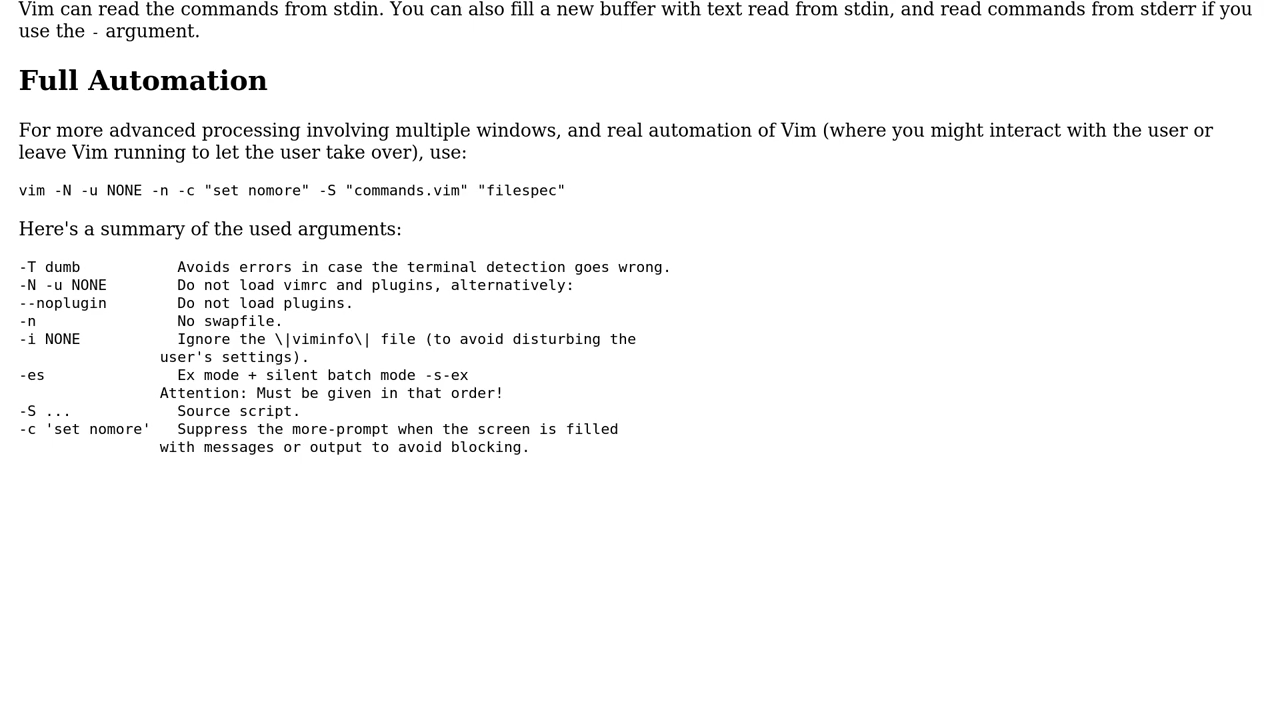 Vim can read the commands from stdin. You can also fill a new buffer with text read from stdin, and read commands from stderr if you
use the - argument.
Full Automation
For more advanced processing involving multiple windows, and real automation of Vim (where you might interact with the user or
leave Vim running to let the user take over), use:
vim -N -u NONE -n -c "set nomore" -S "commands.vim" "filespec"
Here's a summary of the used arguments:
-T dumb           Avoids errors in case the terminal detection goes wrong.
-N -u NONE        Do not load vimrc and plugins, alternatively:
--noplugin        Do not load plugins.
-n                No swapfile.
-i NONE           Ignore the \|viminfo\| file (to avoid disturbing the
                user's settings).
-es               Ex mode + silent batch mode -s-ex
                Attention: Must be given in that order!
-S ...            Source script.
-c 'set nomore'   Suppress the more-prompt when the screen is filled
                with messages or output to avoid blocking.